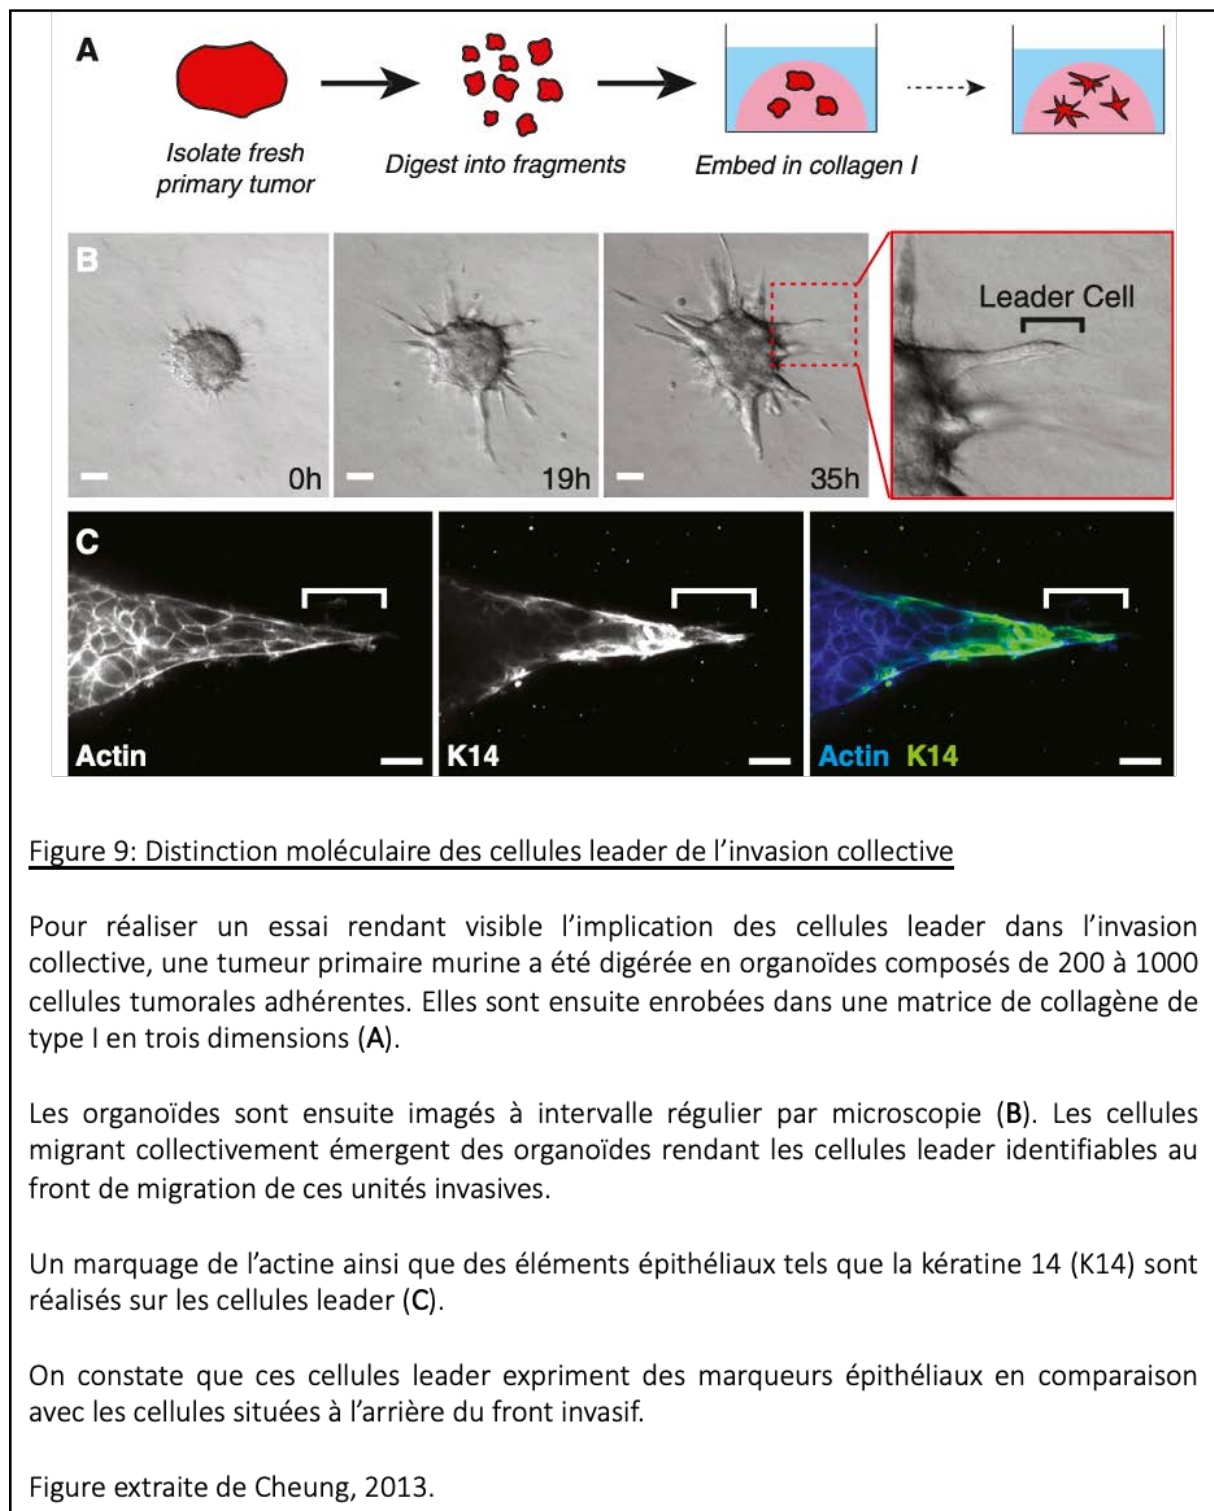 A
Isolate fresh
primary tumor
Digest into fragments
Embed in collagen I
B
0h
19h
35h
Leader Cell
C
Actin
K14
Actin K14
Figure 9: Distinction moléculaire des cellules leader de l’invasion collective
Pour réaliser un essai rendant visible l’implication des cellules leader dans l’invasion
collective, une tumeur primaire murine a été digérée en organoïdes composés de 200 à 1000
cellules tumorales adhérentes. Elles sont ensuite enrobées dans une matrice de collagène de
type I en trois dimensions (A).
Les organoïdes sont ensuite imagés à intervalle régulier par microscopie (B). Les cellules
migrant collectivement émergent des organoïdes rendant les cellules leader identifiables au
front de migration de ces unités invasives.
Un marquage de l’actine ainsi que des éléments épithéliaux tels que la kératine 14 (K14) sont
réalisés sur les cellules leader (C).
On constate que ces cellules leader expriment des marqueurs épithéliaux en comparaison
avec les cellules situées à l’arrière du front invasif.
Figure extraite de Cheung, 2013.